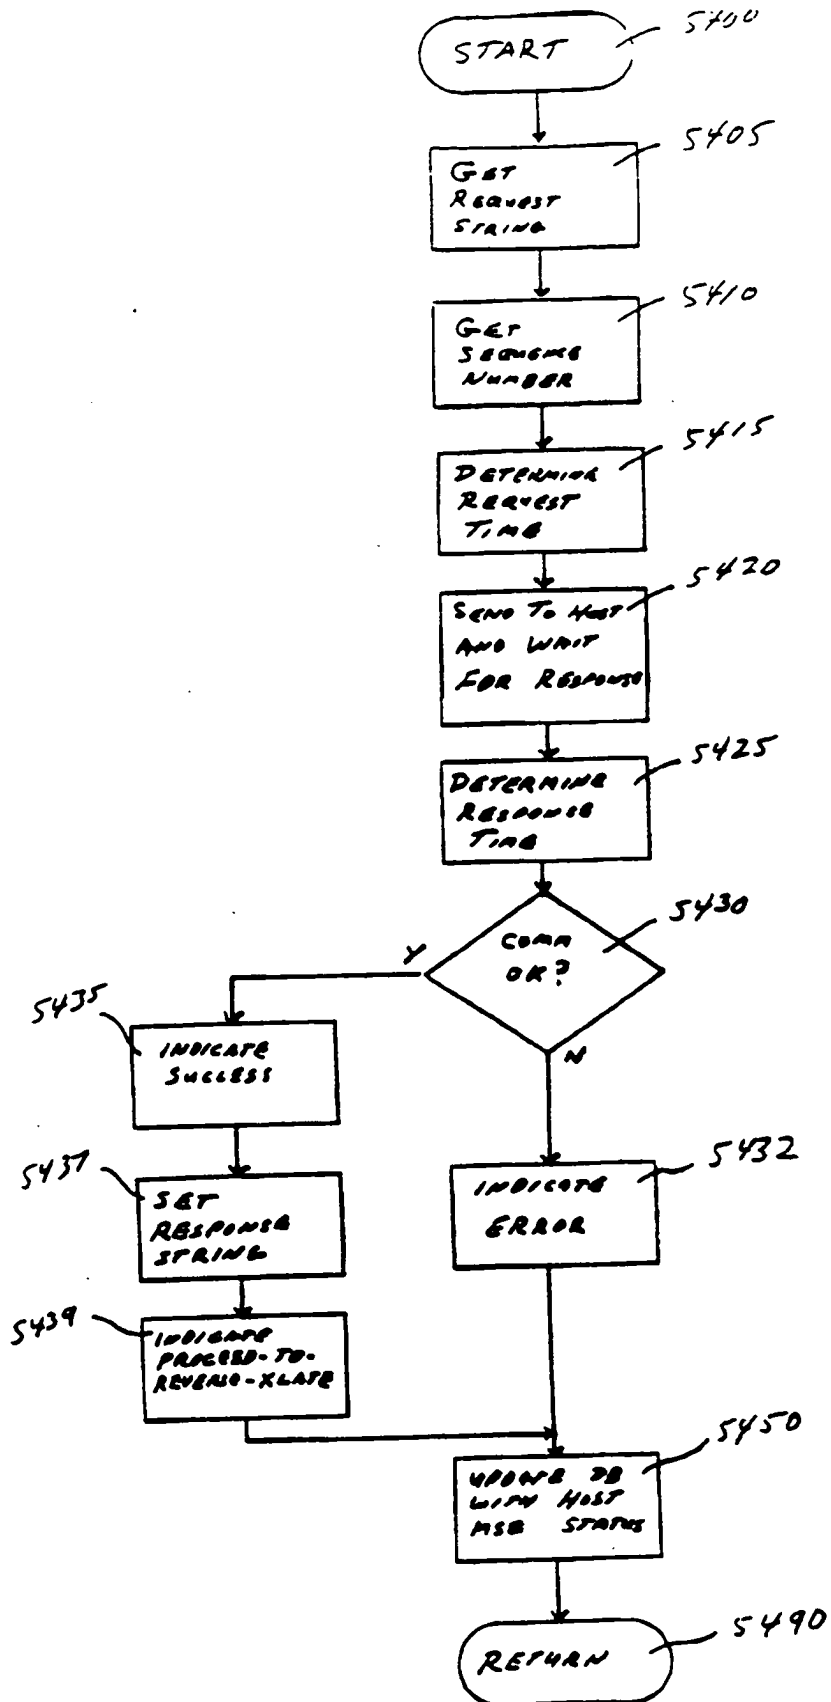 START
5400
5405
GET
REQUEST
STRING
5410
GET
SEQUENCE
NUMBER
5415
DETERMINE
REQUEST
TIME
5420
SEND TO HOST
AND WAIT
FOR RESPONSE
5425
DETERMINE
RESPONSE
TIME
5430
COMM
OK?
Y
N
5435
INDICATE
SUCCESS
5437
SET
RESPONSE
STRING
5432
INDICATE
ERROR
5439
INDICATE
PROCEED-TO-
REVERSE-XLATE
5450
UPDATE DB
WITH HOST
MSG STATUS
5490
RETURN